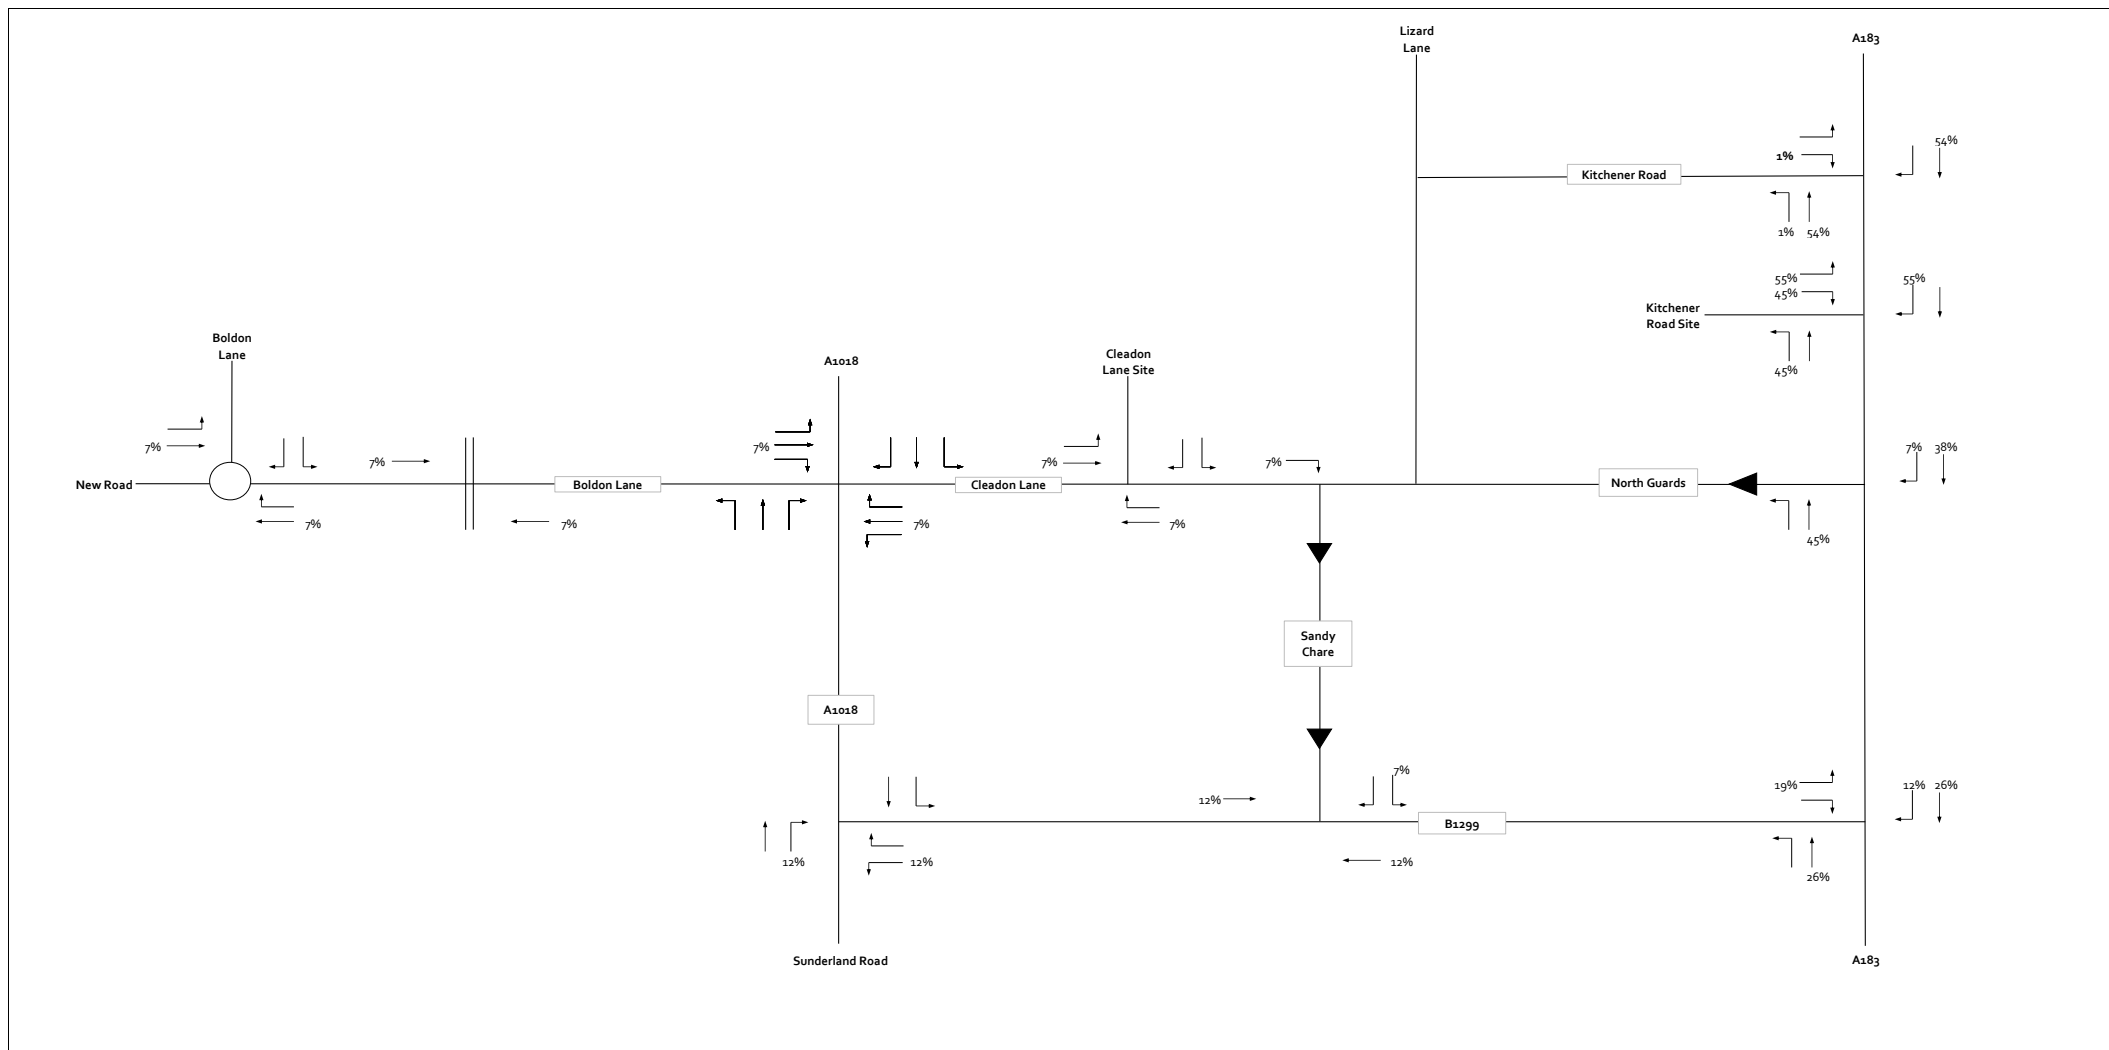 Lizard
Lane
A183
54%
1%
Kitchener Road
1% 54%
55%
45%
55%
Kitchener
Road Site
45%
Boldon
Lane
A1018
Cleadon
Lane Site
7%
7%
7%
7%
7%
7% 38%
New Road
Boldon Lane
Cleadon Lane
North Guards
7%
7%
7%
7%
45%
Sandy
Chare
A1018
12%
7%
19%
12% 26%
B1299
12%
12%
12%
26%
Sunderland Road
A183